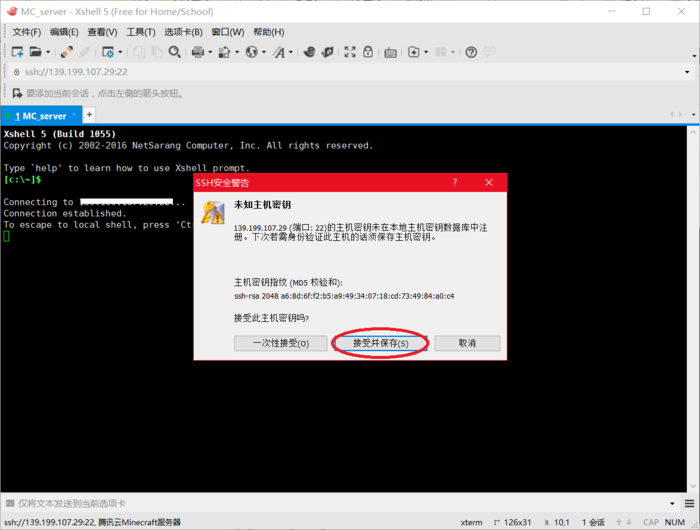 MC_server - Xshell 5 (Free for Home/School)
文件(F) 编辑(E) 查看(V) 工具(T) 选项卡(B) 窗口(W) 帮助(H)
ssh://139.199.107.29:22
要添加当前会话，点击左侧的箭头按钮。
1 MC_server × +
Xshell 5 (Build 1055)
Copyright (c) 2002-2016 NetSarang Computer, Inc. All rights reserved.
Type `help' to learn how to use Xshell prompt.
[c:\~]$
Connecting to ...
Connection established.
To escape to local shell, press 'Ct
SSH安全警告 ?
未知主机密钥
139.199.107.29 (端口: 22)的主机密钥未在本地主机密钥数据库中注
册。下次若需身份验证此主机的话须保存主机密钥。
主机密钥指纹 (MD5 校验和):
ssh-rsa 2048 a6:8d:6f:f2:b5:a9:49:34:07:18:cd:73:49:84:a0:c4
接受此主机密钥吗?
一次性接受(O) 接受并保存(S) 取消
仅将文本发送到当前选项卡
ssh://139.199.107.29:22, 腾讯云Minecraft服务器 xterm 126x31 10,1 1 会话 CAP NUM